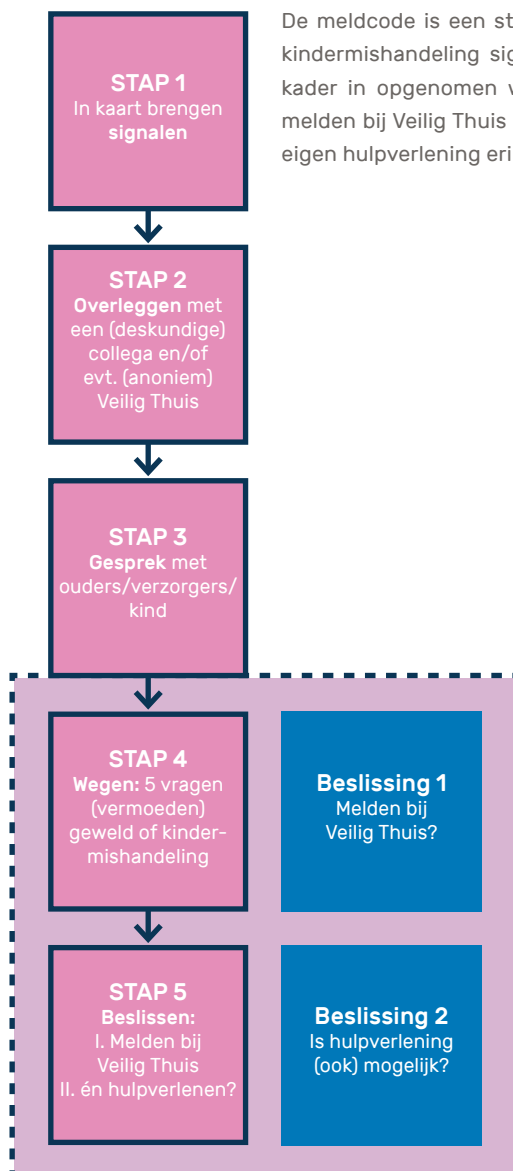 STAP 1
In kaart brengen
signalen
De meldcode is een
kindermishandeling
kader in opgenomen
melden bij Veilig Thuis
eigen hulpverlening
STAP 2
Overleggen met
een (deskundige)
collega en/of
evt. (anoniem)
Veilig Thuis
STAP 3
Gesprek met
ouders/verzorgers/
kind
STAP 4
Wegen: 5 vragen
(vermoeden)
geweld of kinder-
mishandeling
Beslissing 1
Melden bij
Veilig Thuis?
STAP 5
Beslissen:
I. Melden bij
Veilig Thuis
II. én hulpverlenen?
Beslissing 2
Is hulpverlening
(ook) mogelijk?